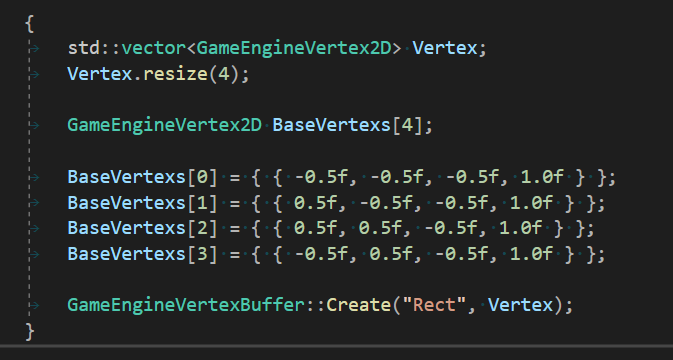 {
std::vector<GameEngineVertex2D> Vertex;
Vertex.resize(4);
GameEngineVertex2D BaseVertexs[4];
BaseVertexs[0] = { { -0.5f, -0.5f, -0.5f, 1.0f } };
BaseVertexs[1] = { { 0.5f, -0.5f, -0.5f, 1.0f } };
BaseVertexs[2] = { { 0.5f, 0.5f, -0.5f, 1.0f } };
BaseVertexs[3] = { { -0.5f, 0.5f, -0.5f, 1.0f } };
GameEngineVertexBuffer::Create("Rect", Vertex);
}